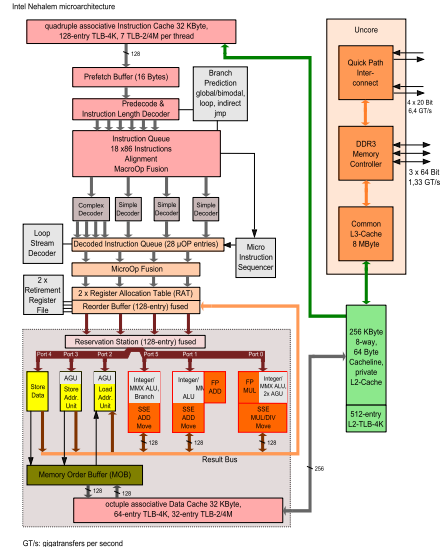 Intel Nehalem microarchitecture
quadruple associative Instruction Cache 32 KByte,
128-entry TLB-4K, 7 TLB-2/4M per thread
128
Prefetch Buffer (16 Bytes)
Branch
Prediction
global/bimodal,
loop, indirect
jmp
Predecode &
Instruction Length Decoder
Instruction Queue
18 x86 Instructions
Alignment
MacroOp Fusion
Complex
Decoder
Simple
Decoder
Simple
Decoder
Simple
Decoder
Loop
Stream
Decoder
Decoded Instruction Queue (28 µOP entries)
Micro
Instruction
Sequencer
MicroOp Fusion
2 x
Retirement
Register
File
2 x Register Allocation Table (RAT)
Reorder Buffer (128-entry) fused
Reservation Station (128-entry) fused
Port 4
Port 3
Port 2
Port 5
Port 1
Port 0
Store
Data
AGU
Store
Addr.
Unit
AGU
Load
Addr.
Unit
Integer/
MMX ALU,
Branch
SSE
ADD
Move
Integer/
MM
ALU
FP
ADD
SSE
ADD
Move
FP
MUL
Integer/
MMX ALU,
2x AGU
SSE
MUL/DIV
Move
128
128
128
Result Bus
Memory Order Buffer (MOB)
128
128
octuple associative Data Cache 32 KByte,
64-entry TLB-4K, 32-entry TLB-2/4M
256
Uncore
Quick Path
Inter-
connect
4 x 20 Bit
6,4 GT/s
DDR3
Memory
Controller
3 x 64 Bit
1,33 GT/s
Common
L3-Cache
8 MByte
256 KByte
8-way,
64 Byte
Cacheline,
private
L2-Cache
512-entry
L2-TLB-4K
GT/s: gigatransfers per second